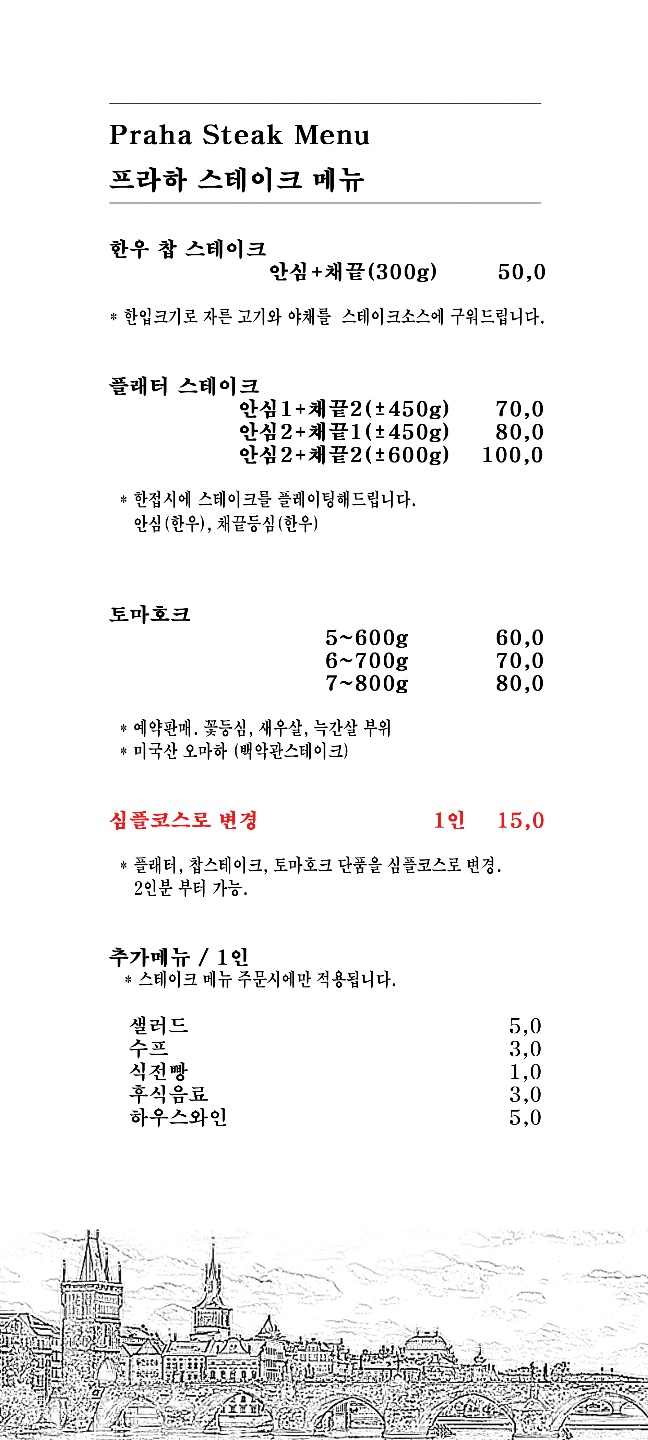 Praha Steak Menu
프라하 스테이크 메뉴
한우 찹 스테이크
안심+채끝(300g) 50,0
* 한입크기로 자른 고기와 야채를 스테이크소스에 구워드립니다.
플래터 스테이크
안심1+채끝2(±450g) 70,0
안심2+채끝1(±450g) 80,0
안심2+채끝2(±600g) 100,0
* 한접시에 스테이크를 플레이팅해드립니다.
안심(한우), 채끝등심(한우)
토마호크
5~600g 60,0
6~700g 70,0
7~800g 80,0
* 예약판매. 꽃등심, 새우살, 늑간살 부위
* 미국산 오마하 (백악관스테이크)
심플코스로 변경 1인 15,0
* 플래터, 찹스테이크, 토마호크 단품을 심플코스로 변경.
2인분 부터 가능.
추가메뉴 / 1인
* 스테이크 메뉴 주문시에만 적용됩니다.
샐러드 5,0
수프 3,0
식전빵 1,0
후식음료 3,0
하우스와인 5,0